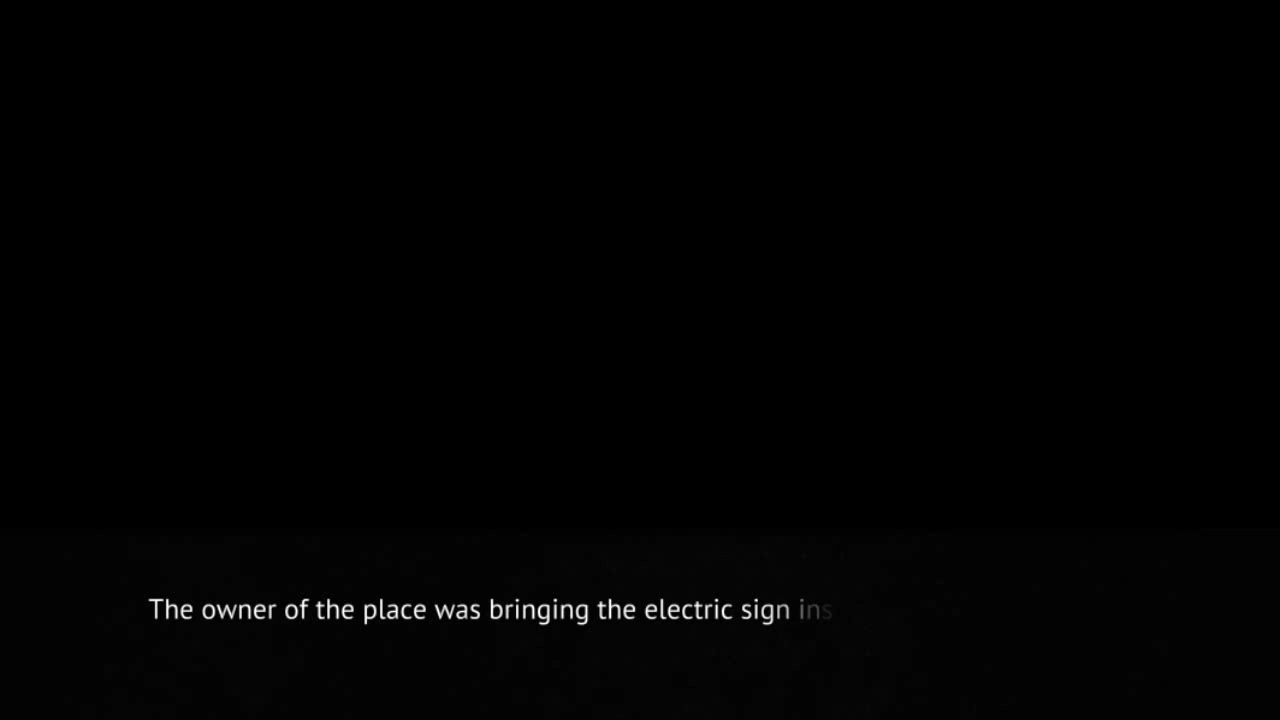 The owner of the place was bringing the electric sign ins